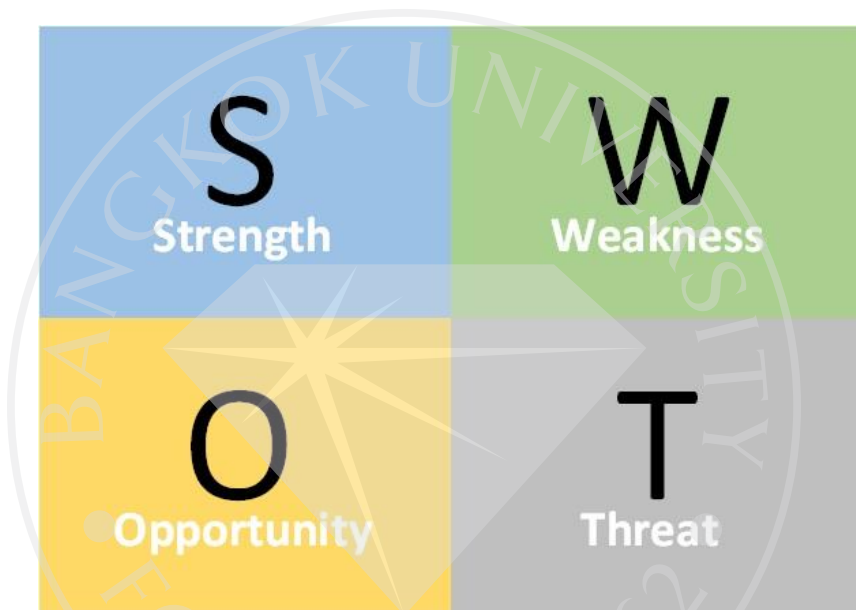 S W
Strength Weakness
O T
Opportunity Threat
BANGKOK UNIVERSITY